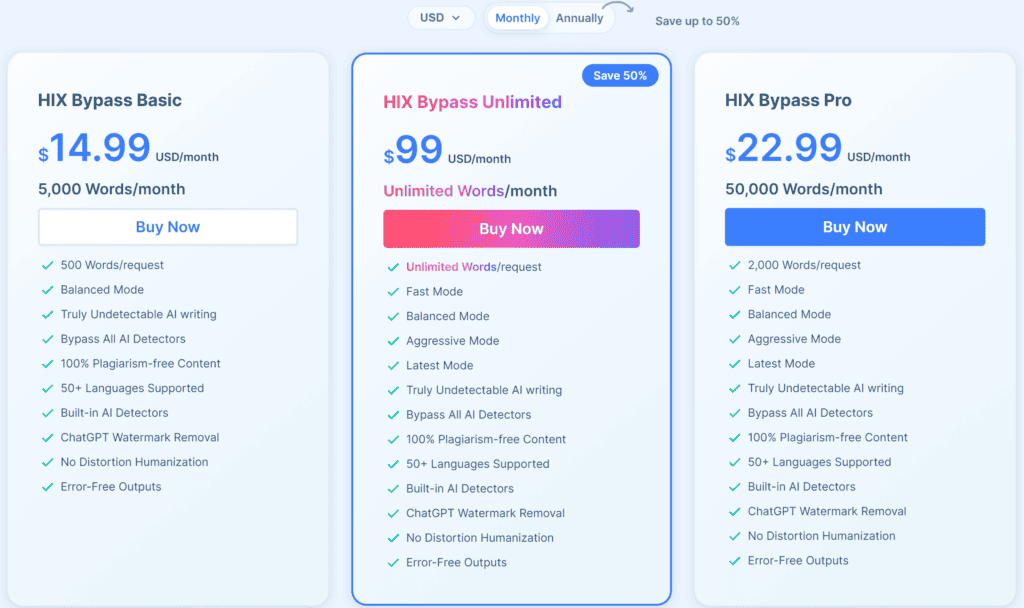 USD
Monthly
Annually
Save up to 50%
HIX Bypass Basic
$14.99 USD/month
5,000 Words/month
Buy Now
500 Words/request
Balanced Mode
Truly Undetectable AI writing
Bypass All AI Detectors
100% Plagiarism-free Content
50+ Languages Supported
Built-in AI Detectors
ChatGPT Watermark Removal
No Distortion Humanization
Error-Free Outputs
Save 50%
HIX Bypass Unlimited
$99 USD/month
Unlimited Words/month
Buy Now
Unlimited Words/request
Fast Mode
Balanced Mode
Aggressive Mode
Latest Mode
Truly Undetectable AI writing
Bypass All AI Detectors
100% Plagiarism-free Content
50+ Languages Supported
Built-in AI Detectors
ChatGPT Watermark Removal
No Distortion Humanization
Error-Free Outputs
HIX Bypass Pro
$22.99 USD/month
50,000 Words/month
Buy Now
2,000 Words/request
Fast Mode
Balanced Mode
Aggressive Mode
Latest Mode
Truly Undetectable AI writing
Bypass All AI Detectors
100% Plagiarism-free Content
50+ Languages Supported
Built-in AI Detectors
ChatGPT Watermark Removal
No Distortion Humanization
Error-Free Outputs